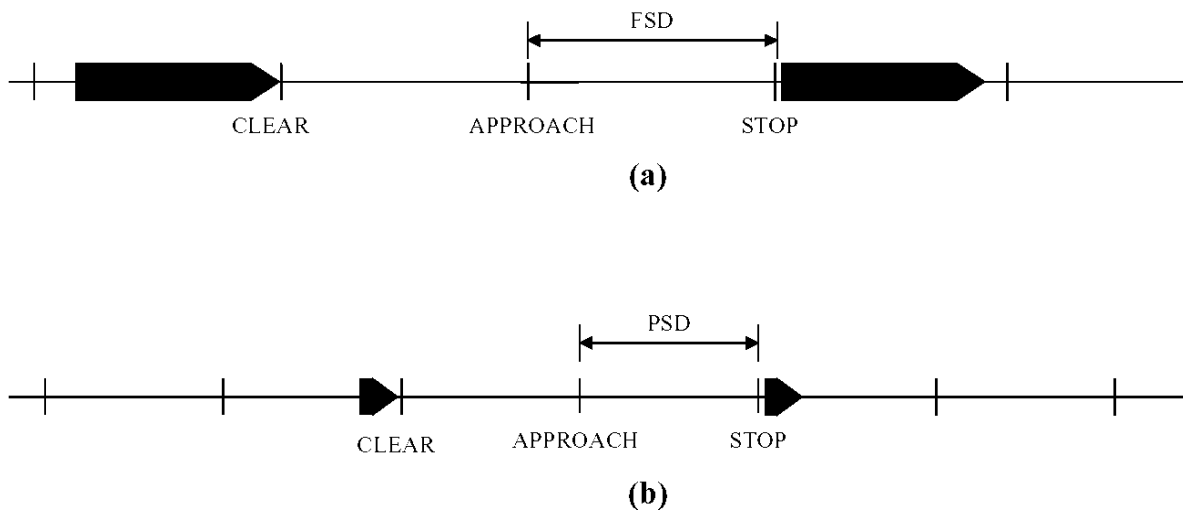 FSD
CLEAR APPROACH STOP
(a)
PSD
CLEAR APPROACH STOP
(b)